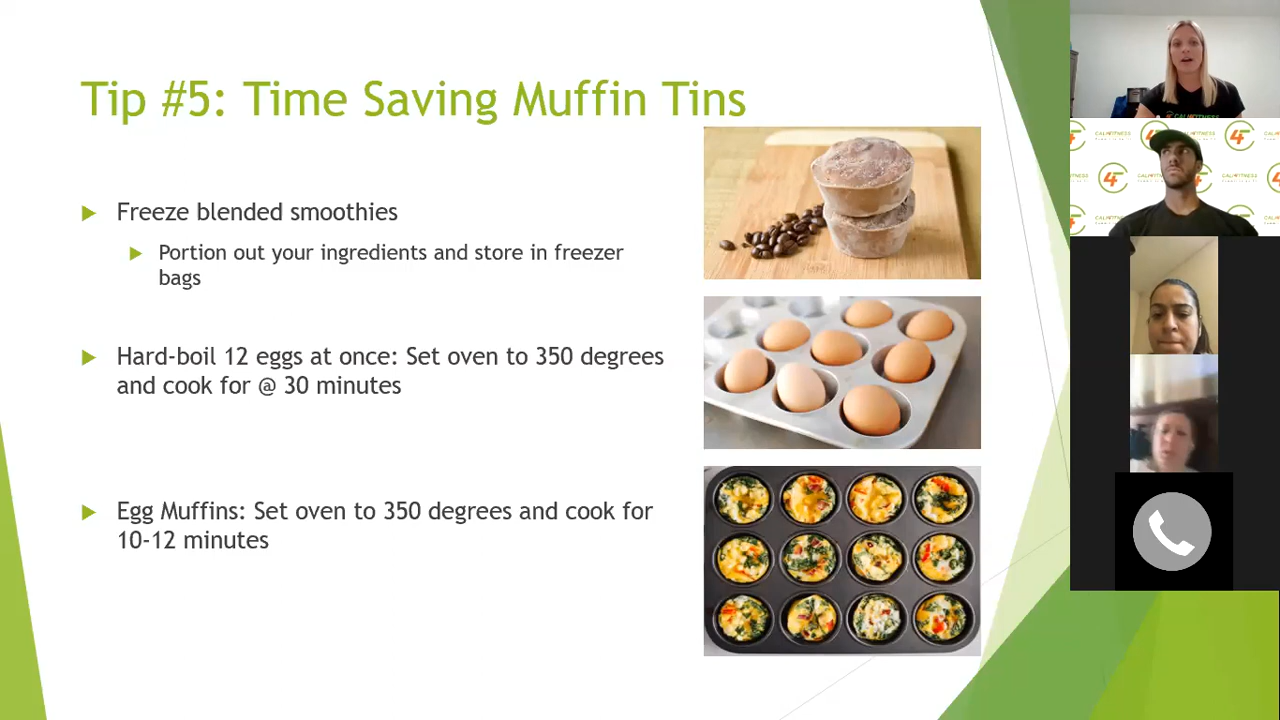 Tip #5: Time Saving Muffin Tins
Freeze blended smoothies
Portion out your ingredients and store in freezer
bags
Hard-boil 12 eggs at once: Set oven to 350 degrees
and cook for @ 30 minutes
Egg Muffins: Set oven to 350 degrees and cook for
10-12 minutes